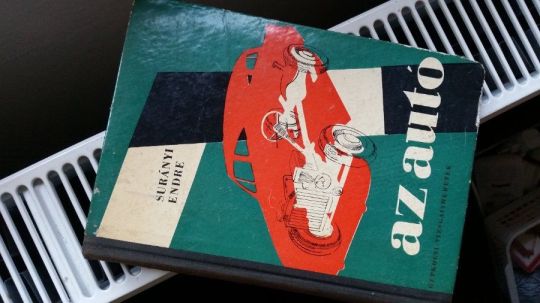 SURÁNYI
ENDRE
az autó